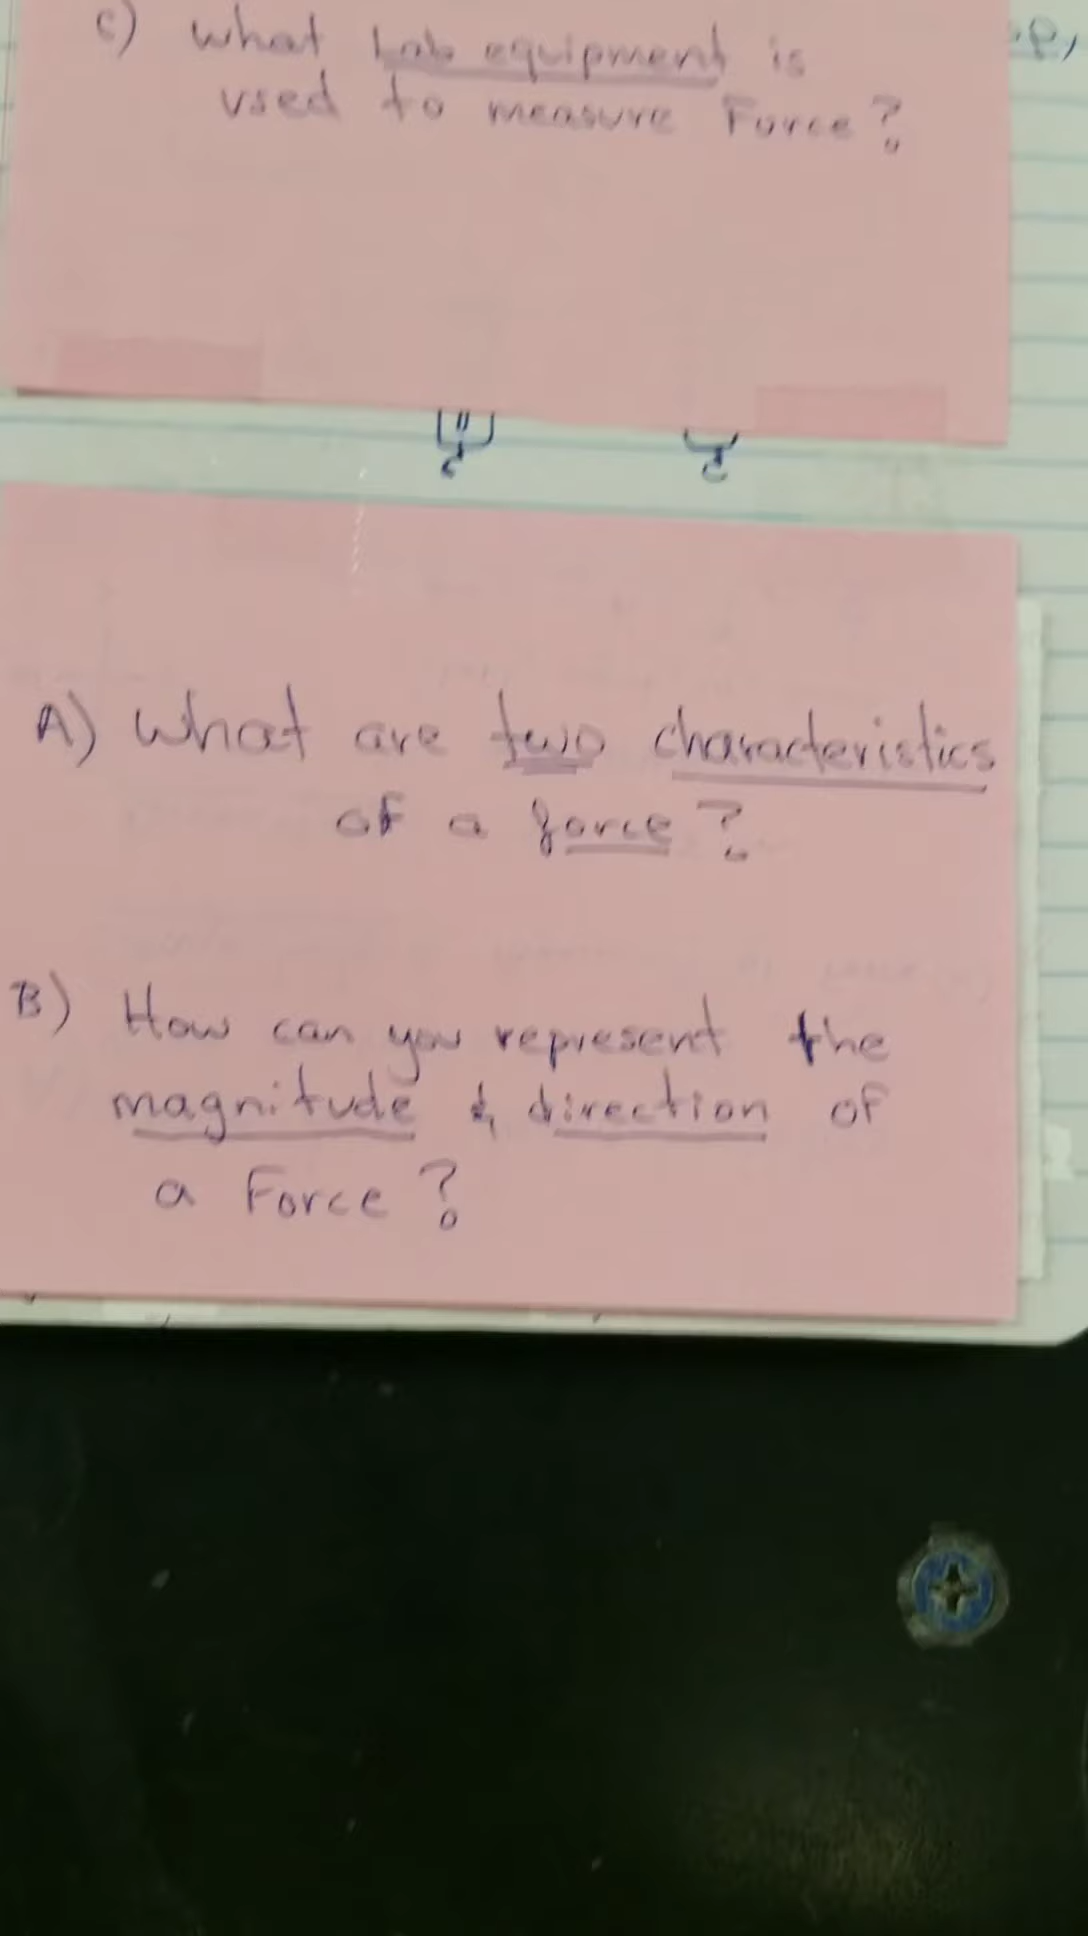 c) what Lab equipment is
used to measure Force?
A) What are two characteristics
of a force?
B) How can you represent the
magnitude & direction of
a Force?